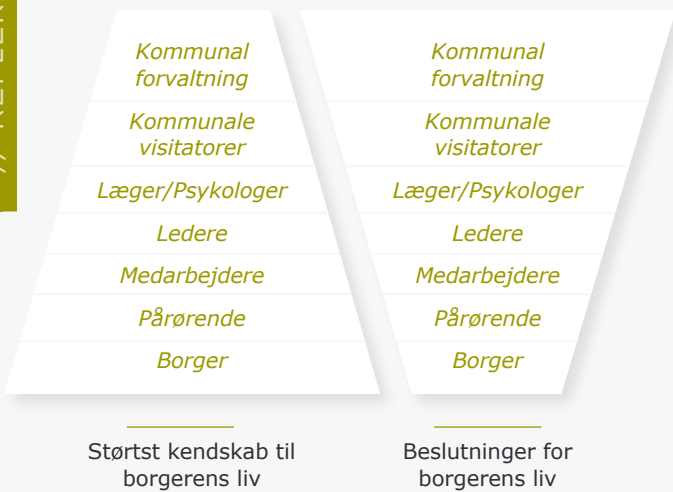 Kommunal
forvaltning
Kommunale
visitatorer
Læger/Psykologer
Ledere
Medarbejdere
Pårørende
Borger
Størtst kendskab til
borgerens liv
Kommunal
forvaltning
Kommunale
visitatorer
Læger/Psykologer
Ledere
Medarbejdere
Pårørende
Borger
Beslutninger for
borgerens liv